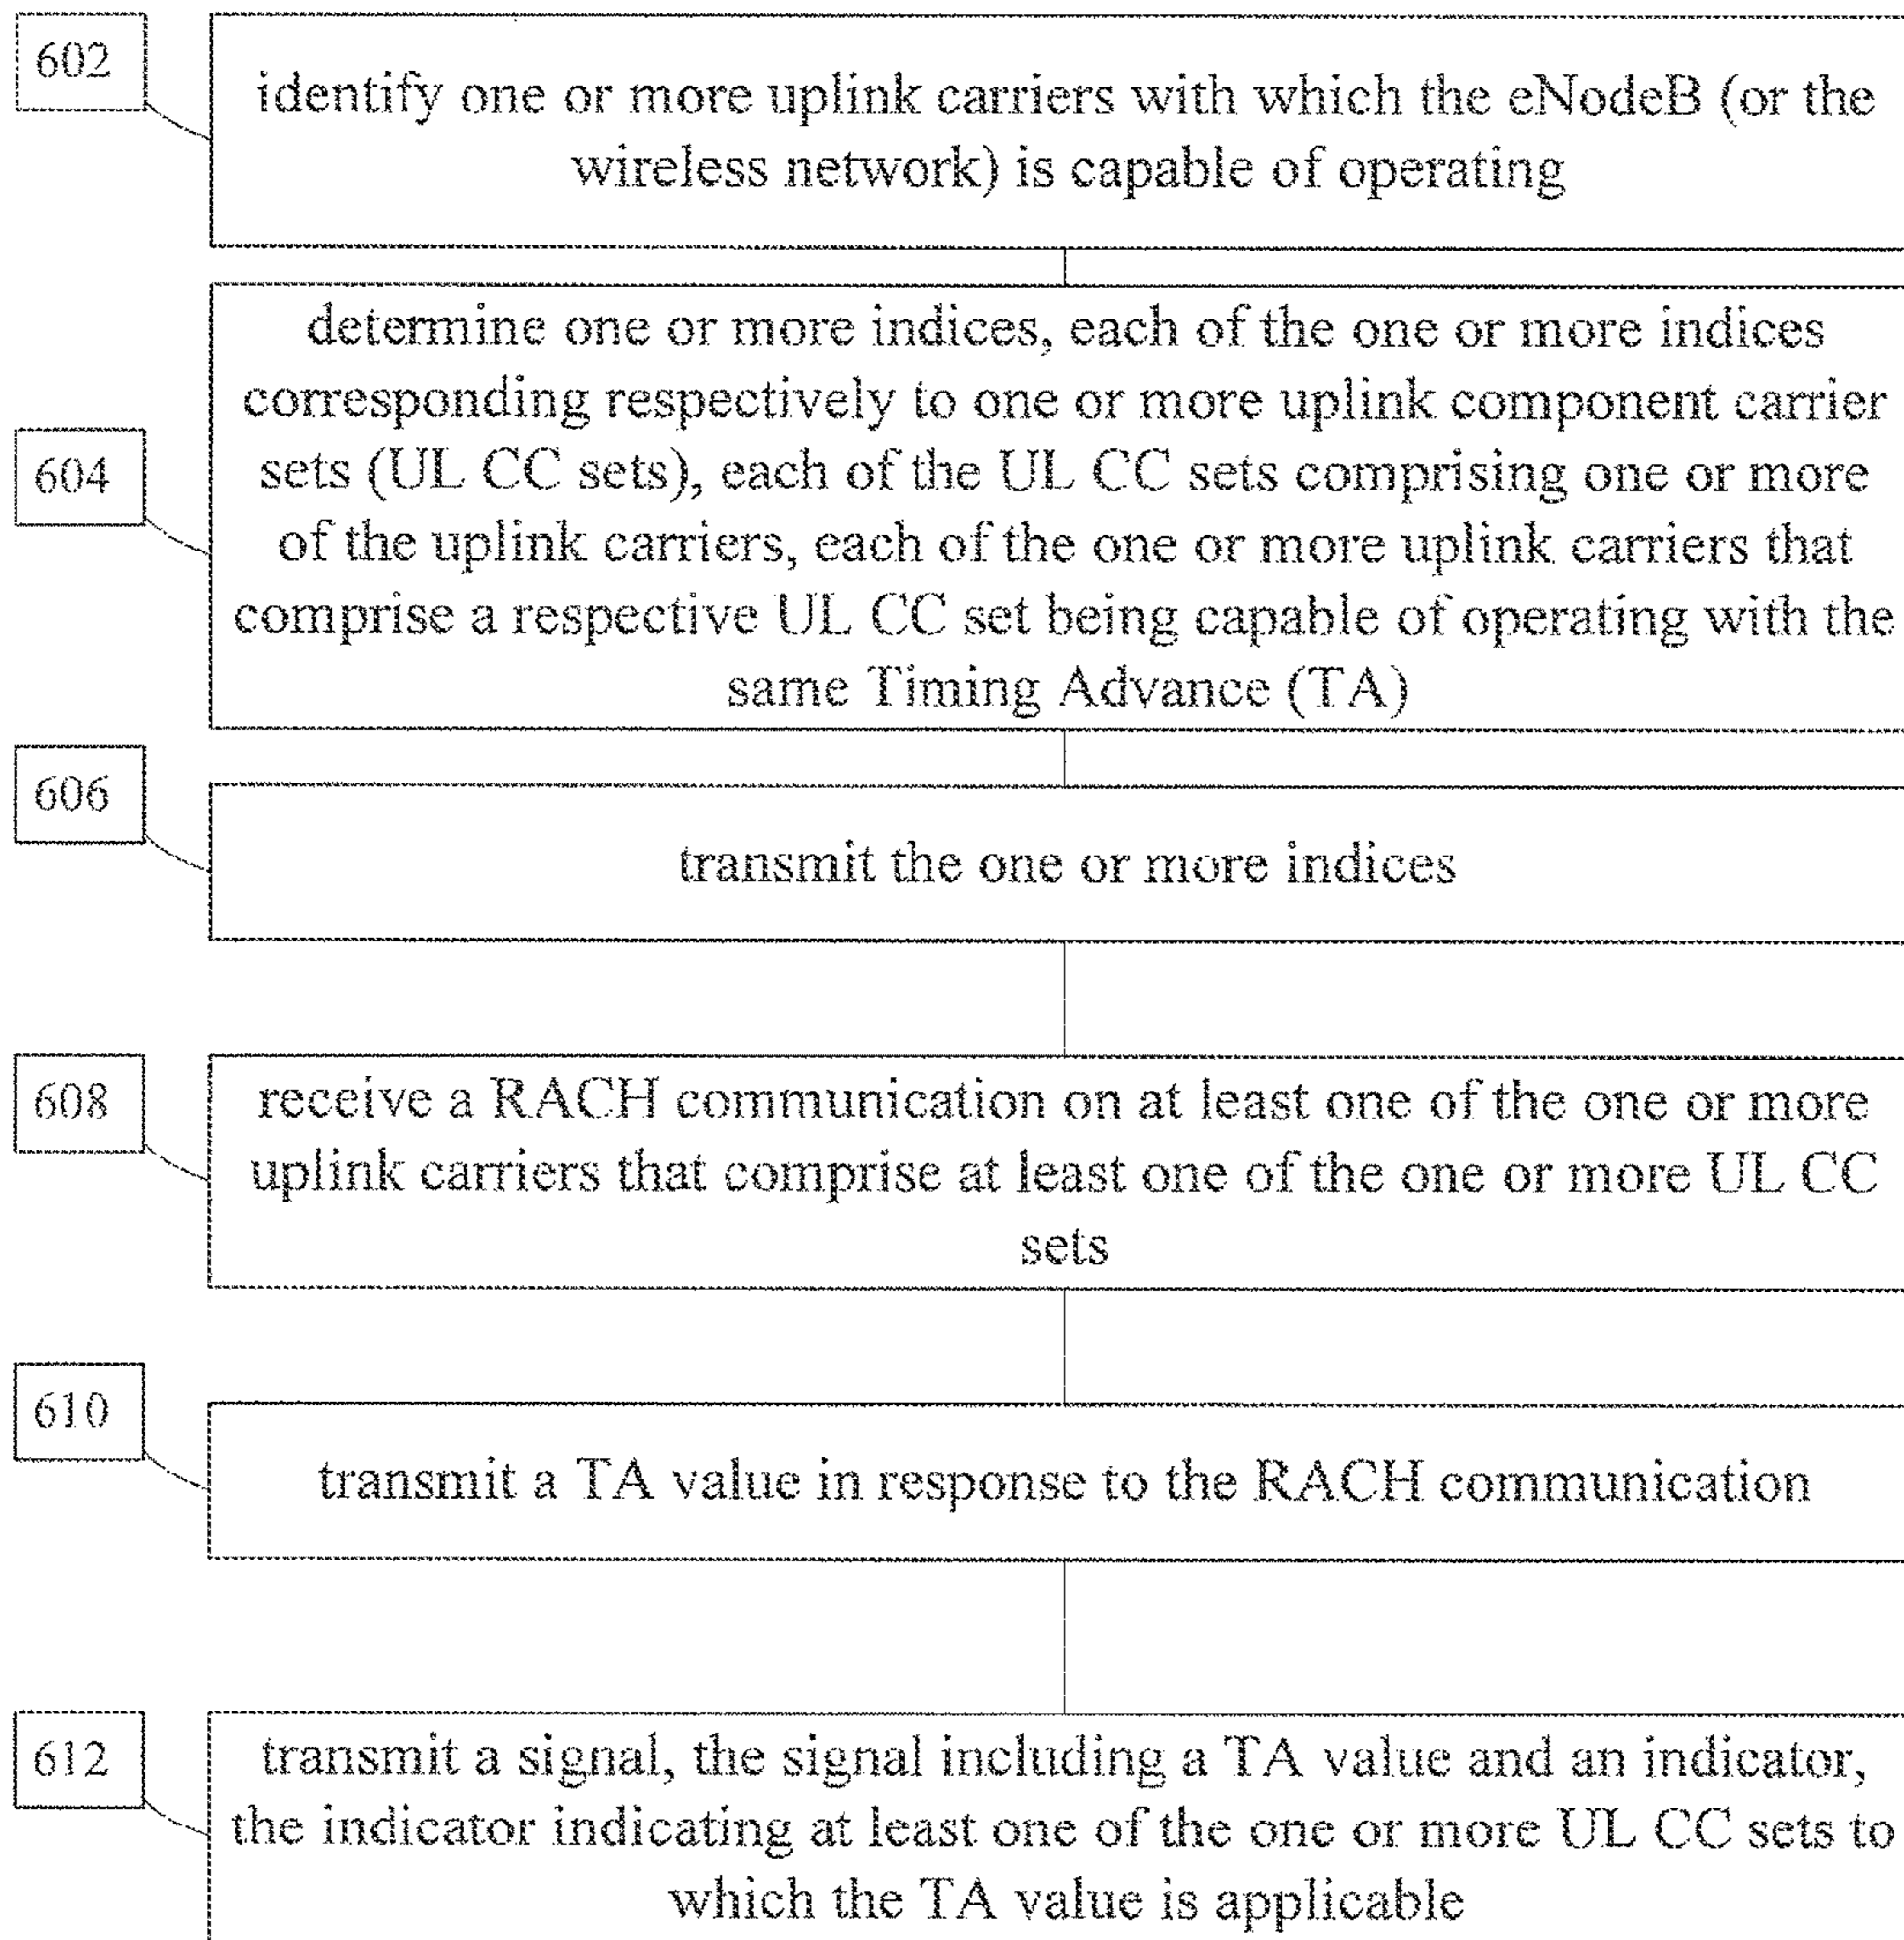 602
identify one or more uplink carriers with which the eNodeB (or the
wireless network) is capable of operating
604
determine one or more indices, each of the one or more indices
corresponding respectively to one or more uplink component carrier
sets (UL CC sets), each of the UL CC sets comprising one or more
of the uplink carriers, each of the one or more uplink carriers that
comprise a respective UL CC set being capable of operating with the
same Timing Advance (TA)
606
transmit the one or more indices
608
receive a RACH communication on at least one of the one or more
uplink carriers that comprise at least one of the one or more UL CC
sets
610
transmit a TA value in response to the RACH communication
612
transmit a signal, the signal including a TA value and an indicator,
the indicator indicating at least one of the one or more UL CC sets to
which the TA value is applicable